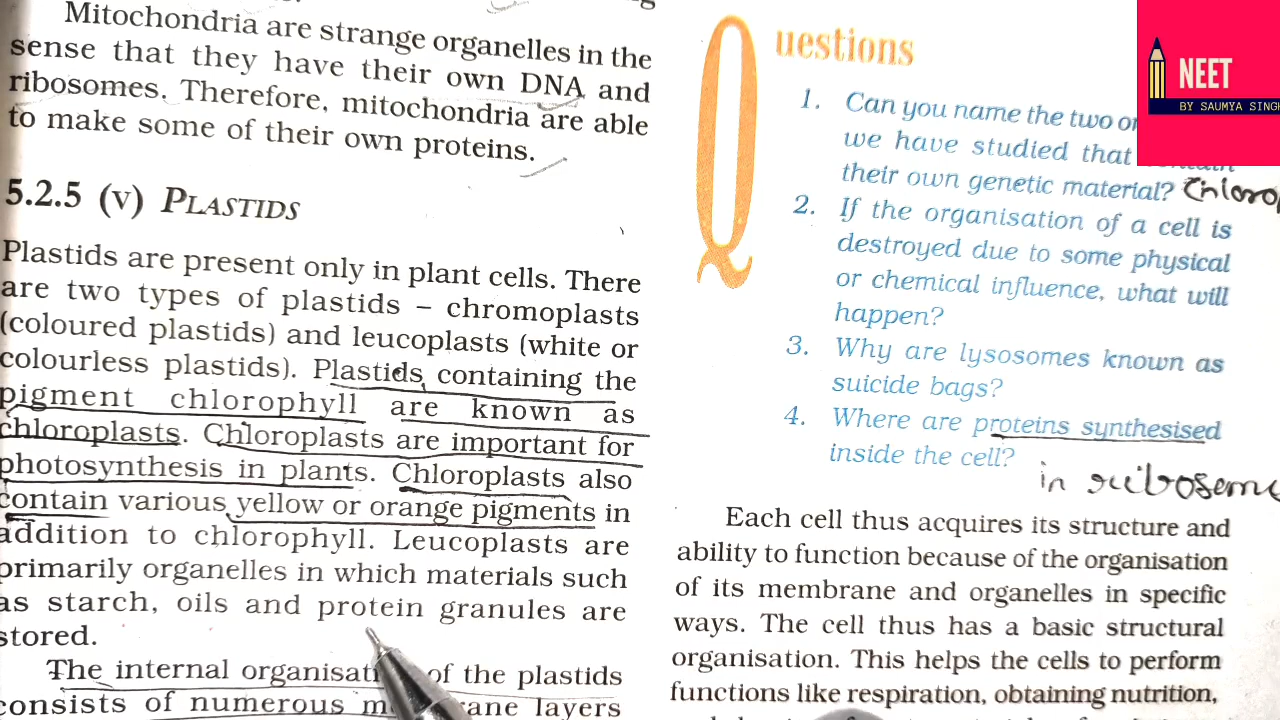 Mitochondria are strange organelles in the
sense that they have their own DNA and
ribosomes. Therefore, mitochondria are able
to make some of their own proteins.
5.2.5 (v) PLASTIDS
Plastids are present only in plant cells. There
are two types of plastids – chromoplasts
(coloured plastids) and leucoplasts (white or
colourless plastids). Plastids containing the
pigment chlorophyll are known as
chloroplasts. Chloroplasts are important for
photosynthesis in plants. Chloroplasts also
contain various yellow or orange pigments in
addition to chlorophyll. Leucoplasts are
primarily organelles in which materials such
as starch, oils and protein granules are
stored.
The internal organisati of the plastids
consists of numerous layers
Questions
1. Can you name the two
we have studied that
their own genetic material? Chlorop
2. If the organisation of a cell is
destroyed due to some physical
or chemical influence, what will
happen?
3. Why are lysosomes known as
suicide bags?
4. Where are proteins synthesised
inside the cell?
in ribosome
Each cell thus acquires its structure and
ability to function because of the organisation
of its membrane and organelles in specific
ways. The cell thus has a basic structural
organisation. This helps the cells to perform
functions like respiration, obtaining nutrition,
NEET
BY SAUMYA SINGH